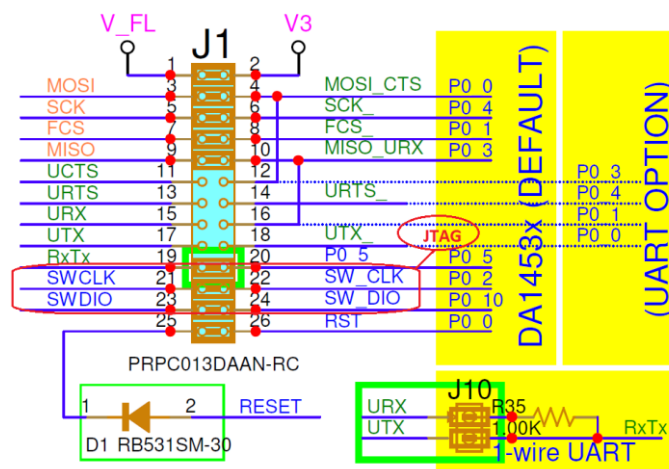 V_FL J1 V3
1 2
MOSI 3 4 MOSI_CTS P0_0
SCK 5 6 SCK_ P0_4
FCS 7 8 FCS_ P0_1
MISO 9 10 MISO_URX P0_3
UCTS 11 12 P0_3
URTS 13 14 URTS_ P0_4
URX 15 16 P0_1
UTX 17 18 UTX_ JTAG P0_0
RxTx 19 20 P0_5 P0_5
SWCLK 21 22 SW_CLK P0_2
SWDIO 23 24 SW_DIO P0_10
25 26 RST P0_0
DA1453x (DEFAULT)
(UART OPTION)
PRPC013DAAN-RC
1 2 RESET
D1 RB531SM-30
J10
URX R35
UTX 1.00K RxTx
1-wire UART